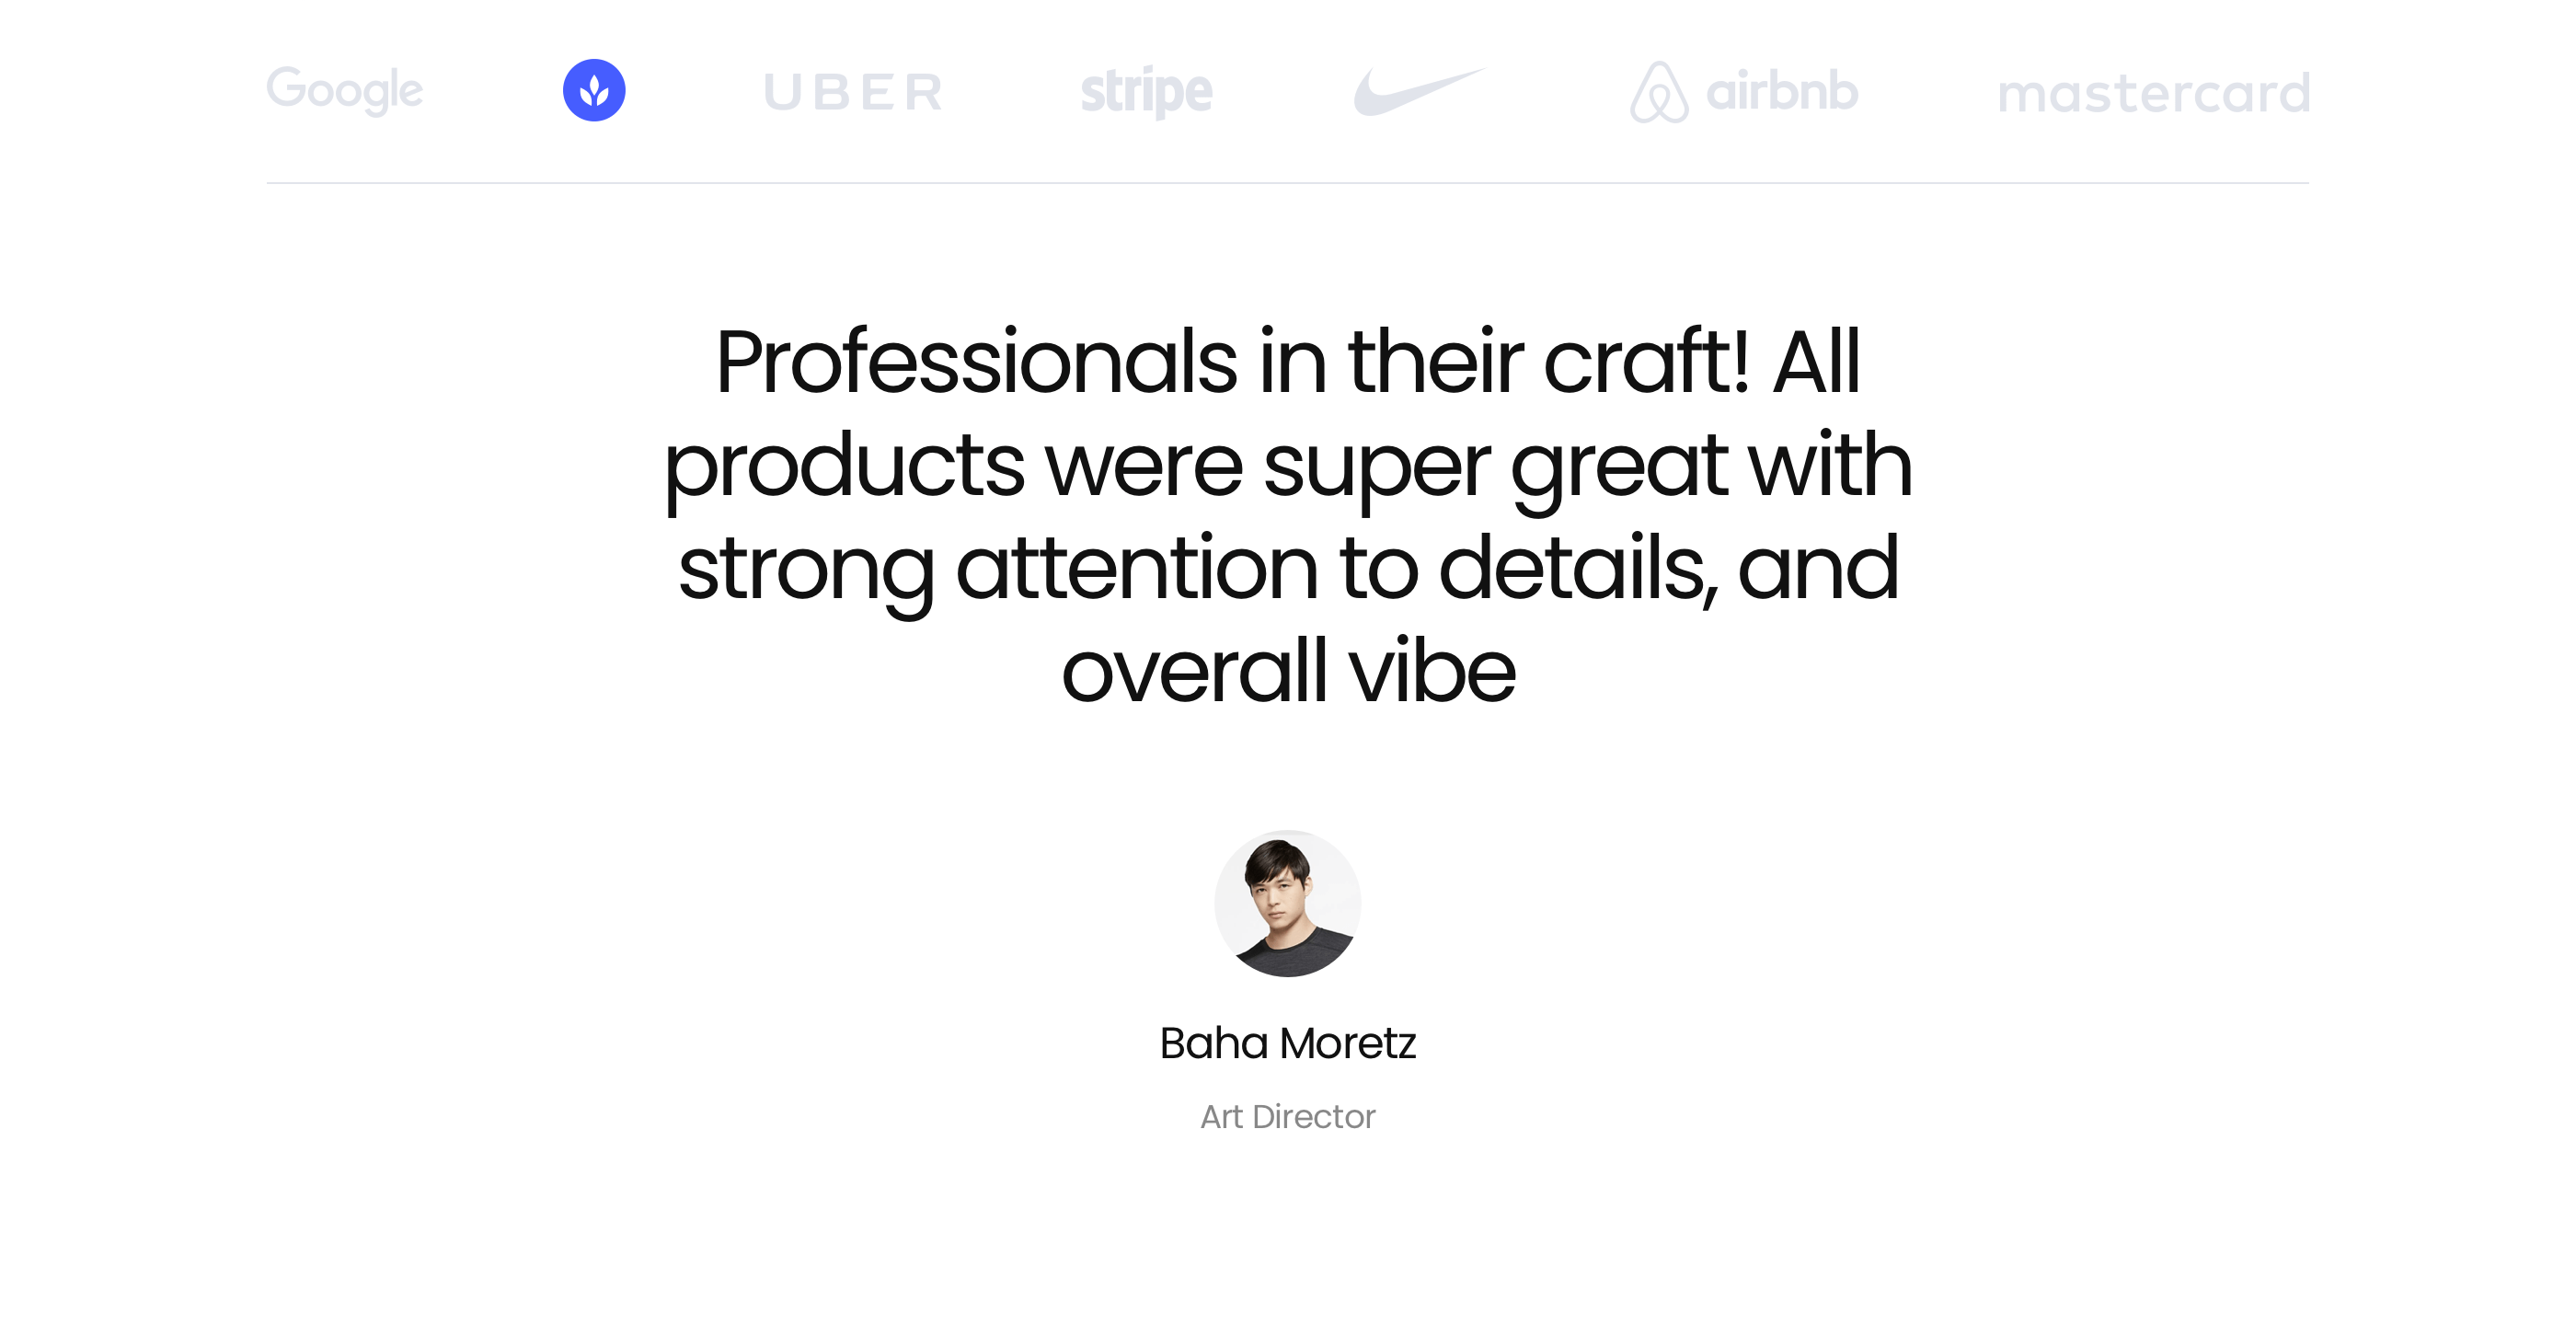 Google UBER stripe airbnb mastercard
Professionals in their craft! All
products were super great with
strong attention to details, and
overall vibe
Baha Moretz
Art Director